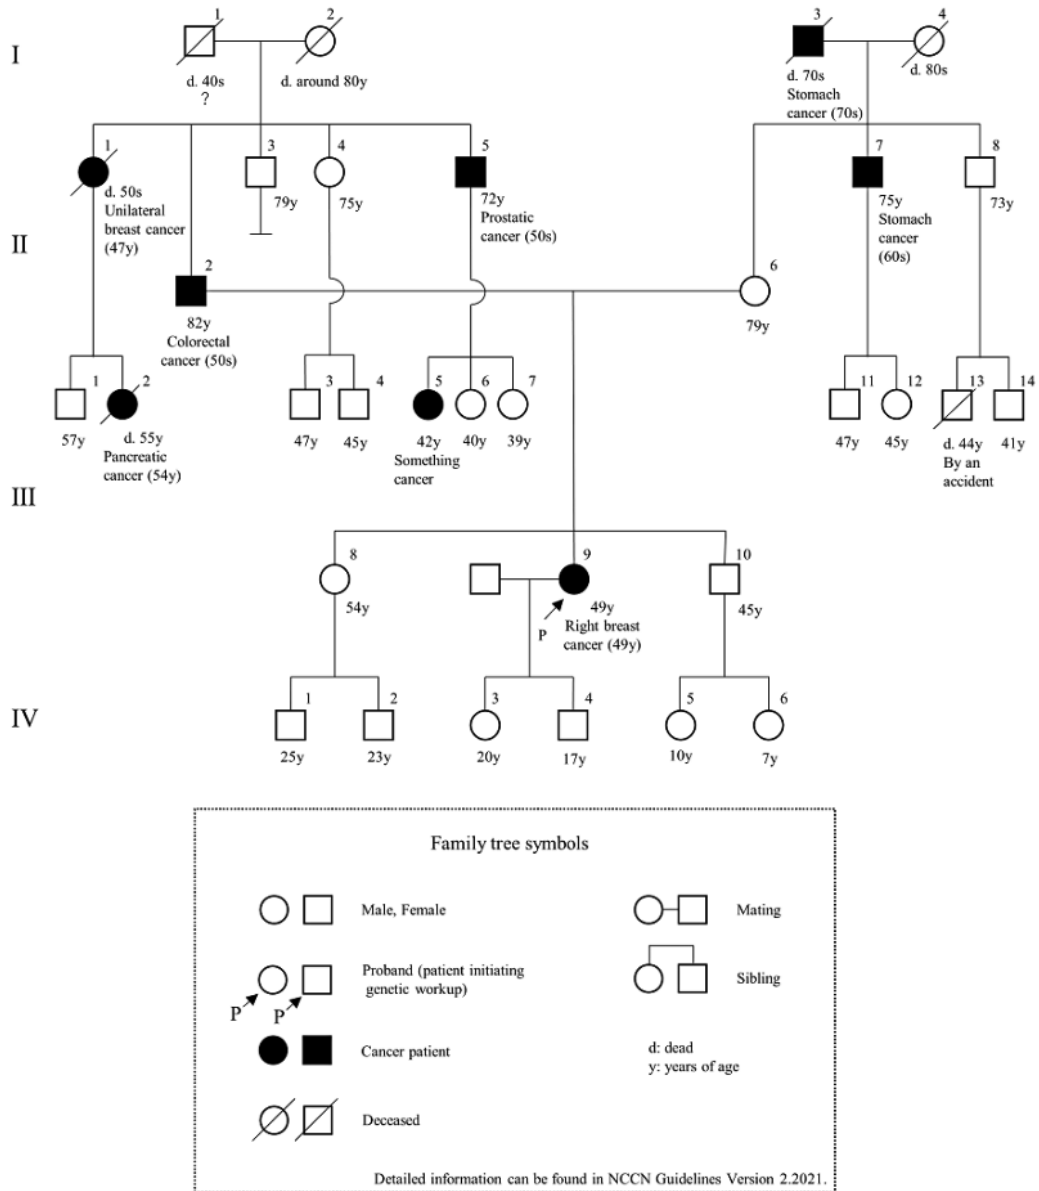 I
1
2
3
4
d. 40s
?
d. around 80y
d. 70s
Stomach
cancer (70s)
d. 80s
II
1
d. 50s
Unilateral
breast cancer
(47y)
3
79y
4
75y
5
72y
Prostatic
cancer (50s)
7
75y
Stomach
cancer
(60s)
8
73y
2
82y
Colorectal
cancer (50s)
6
79y
III
1
57y
2
d. 55y
Pancreatic
cancer (54y)
3
47y
4
45y
5
42y
Something
cancer
6
40y
7
39y
11
47y
12
45y
13
d. 44y
By an
accident
14
41y
8
54y
9
49y
Right breast
cancer (49y)
P
10
45y
IV
1
25y
2
23y
3
20y
4
17y
5
10y
6
7y
Family tree symbols
Male, Female
Mating
Proband (patient initiating
genetic workup)
P
P
Sibling
Cancer patient
d: dead
y: years of age
Deceased
Detailed information can be found in NCCN Guidelines Version 2.2021.